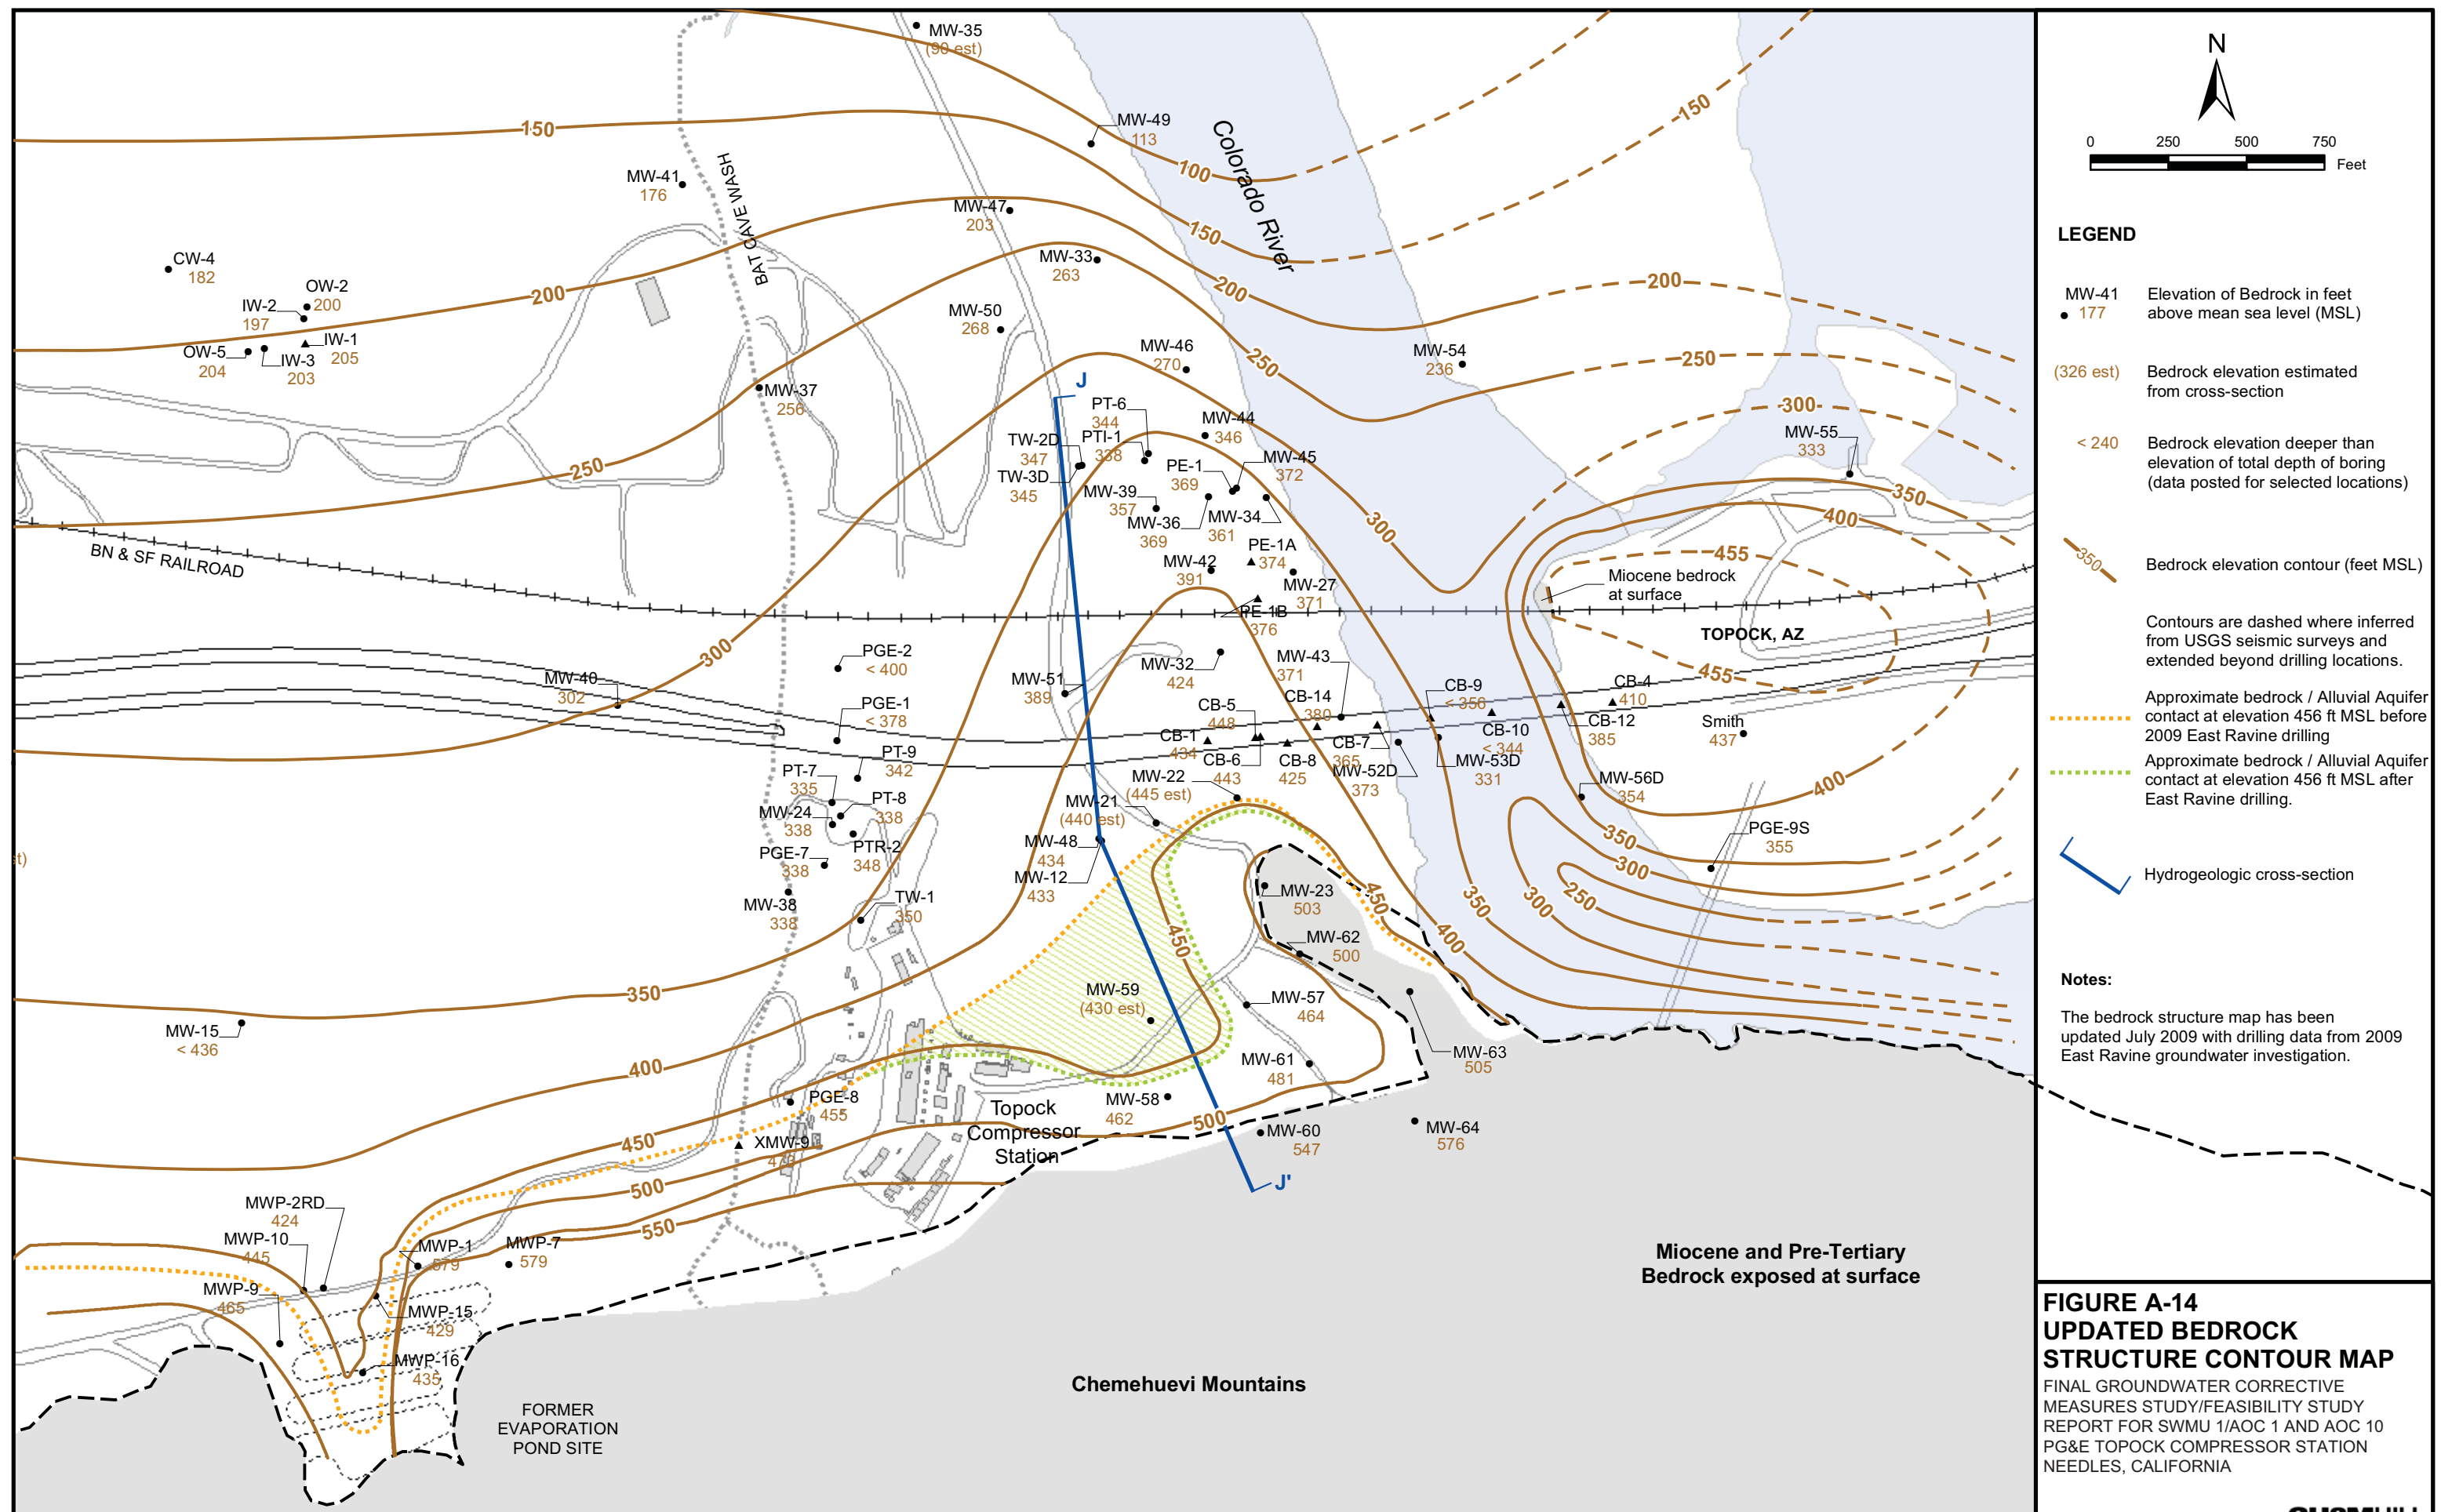 MW-35
(90 est)
150
MW-49
113
100
150
Colorado River
MW-41
176
BAT CAVE WASH
MW-47
203
150
CW-4
182
OW-2
200
IW-2
197
IW-1
205
OW-5
204
IW-3
203
200
MW-33
263
200
200
MW-50
268
MW-46
270
250
MW-54
236
250
MW-37
256
J
PT-6
344
MW-44
346
300
MW-55
333
TW-2D
347
PTI-1
338
PE-1
369
MW-45
372
TW-3D
345
250
MW-39
357
MW-36
369
MW-34
361
350
400
300
BN & SF RAILROAD
PE-1A
374
MW-42
391
MW-27
371
455
Miocene bedrock
at surface
PE-1B
376
TOPOCK, AZ
300
PGE-2
< 400
MW-32
424
MW-43
371
455
MW-40
302
MW-51
389
CB-9
< 356
CB-4
410
PGE-1
< 378
CB-5
448
CB-14
380
CB-12
385
Smith
437
CB-1
434
CB-10
< 344
CB-7
365
PT-9
342
CB-6
443
CB-8
425
MW-52D
373
MW-53D
331
PT-7
335
MW-22
(445 est)
MW-56D
354
400
PT-8
338
MW-21
(440 est)
MW-24
338
350
PGE-9S
355
PTR-2
348
MW-48
434
PGE-7
338
300
MW-12
433
MW-23
503
450
350
300
250
MW-38
338
TW-1
350
450
400
MW-62
500
350
MW-59
(430 est)
MW-57
464
MW-15
< 436
MW-63
505
MW-61
481
400
PGE-8
455
Topock
Compressor
Station
MW-58
462
500
MW-60
547
MW-64
576
450
XMW-9
J'
500
MWP-2RD
424
550
MWP-10
445
MWP-1
579
MWP-7
579
MWP-9
465
MWP-15
429
MWP-16
435
Miocene and Pre-Tertiary
Bedrock exposed at surface
Chemehuevi Mountains
FORMER
EVAPORATION
POND SITE
N
0 250 500 750
Feet
LEGEND
MW-41
177
Elevation of Bedrock in feet
above mean sea level (MSL)
(326 est)
Bedrock elevation estimated
from cross-section
< 240
Bedrock elevation deeper than
elevation of total depth of boring
(data posted for selected locations)
350
Bedrock elevation contour (feet MSL)
Contours are dashed where inferred
from USGS seismic surveys and
extended beyond drilling locations.
Approximate bedrock / Alluvial Aquifer
contact at elevation 456 ft MSL before
2009 East Ravine drilling
Approximate bedrock / Alluvial Aquifer
contact at elevation 456 ft MSL after
East Ravine drilling.
Hydrogeologic cross-section
Notes:
The bedrock structure map has been
updated July 2009 with drilling data from 2009
East Ravine groundwater investigation.
FIGURE A-14
UPDATED BEDROCK
STRUCTURE CONTOUR MAP
FINAL GROUNDWATER CORRECTIVE
MEASURES STUDY/FEASIBILITY STUDY
REPORT FOR SWMU 1/AOC 1 AND AOC 10
PG&E TOPOCK COMPRESSOR STATION
NEEDLES, CALIFORNIA